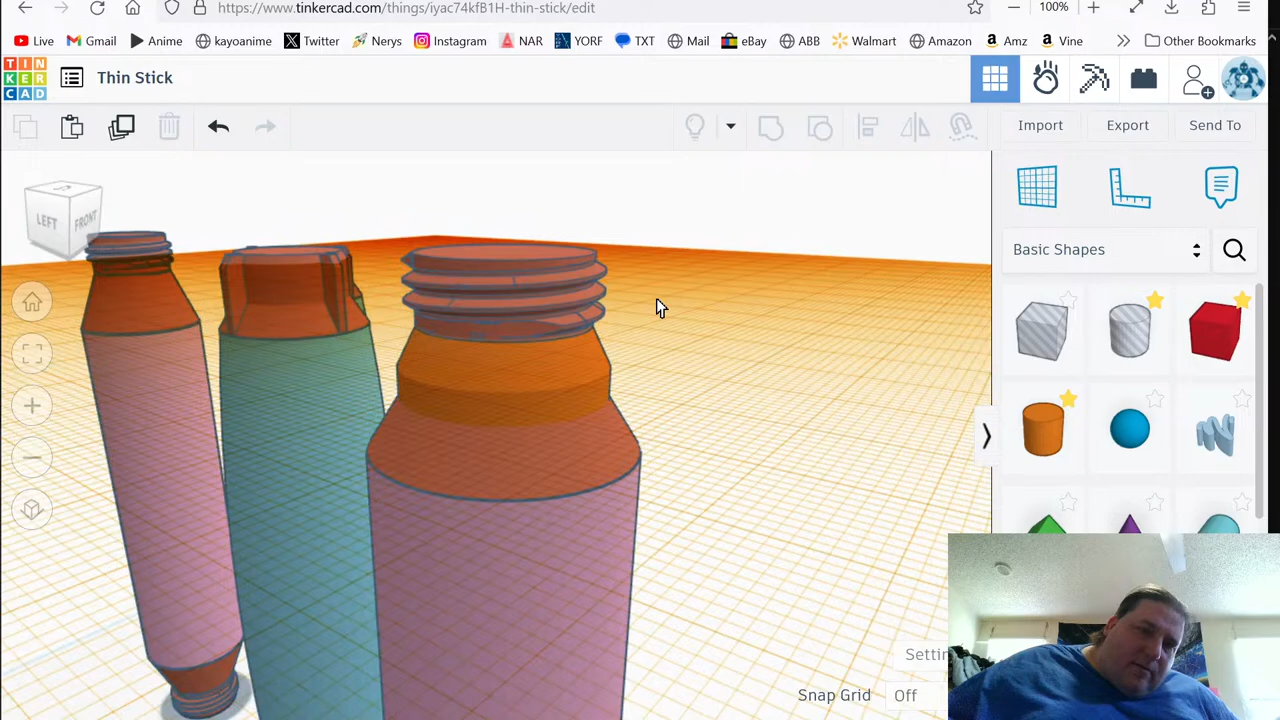 https://www.tinkercad.com/things/iyac74kfB1H-thin-stick/edit
100%
Live Gmail Anime kayoanime Twitter Nerys Instagram NAR YORF TXT Mail eBay ABB Walmart Amazon Amz Vine Other Bookmarks
TIN
KER
CAD
Thin Stick
Import Export Send To
LEFT FRONT
Basic Shapes
Settin
Snap Grid Off